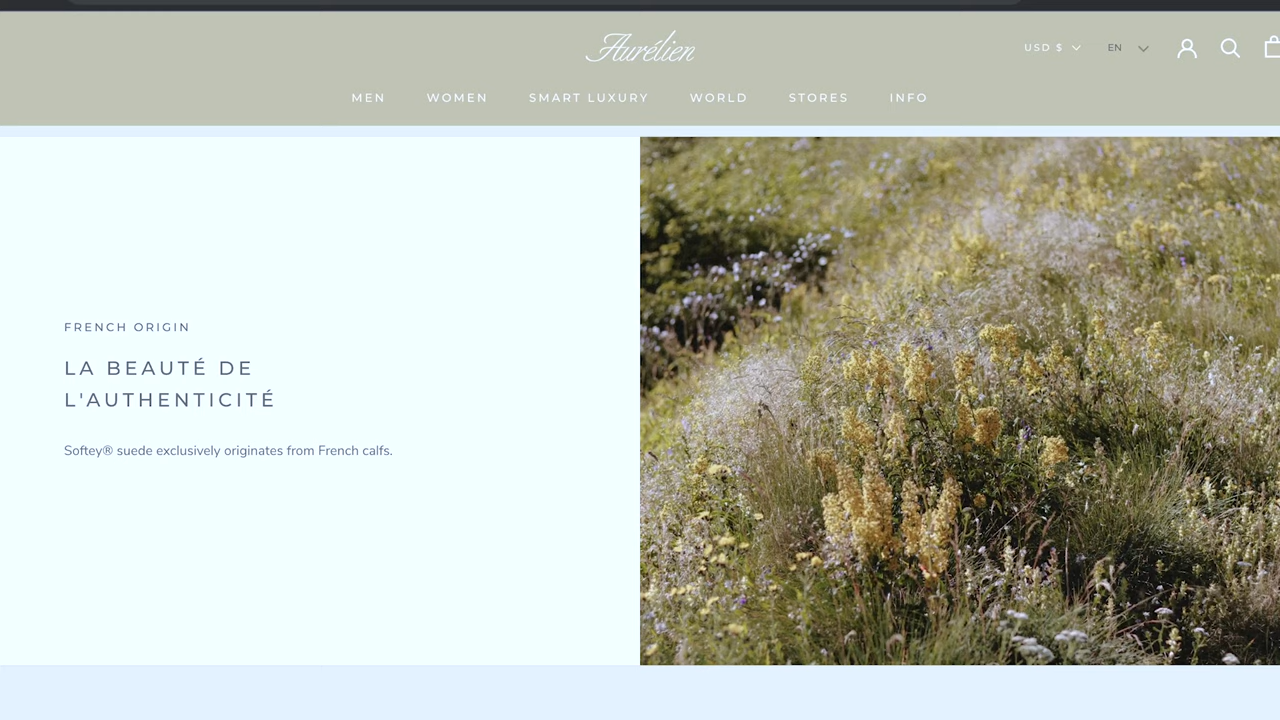 Aurélien
USD $
EN
MEN WOMEN SMART LUXURY WORLD STORES INFO
FRENCH ORIGIN
LA BEAUTÉ DE
L'AUTHENTICITÉ
Softey® suede exclusively originates from French calfs.